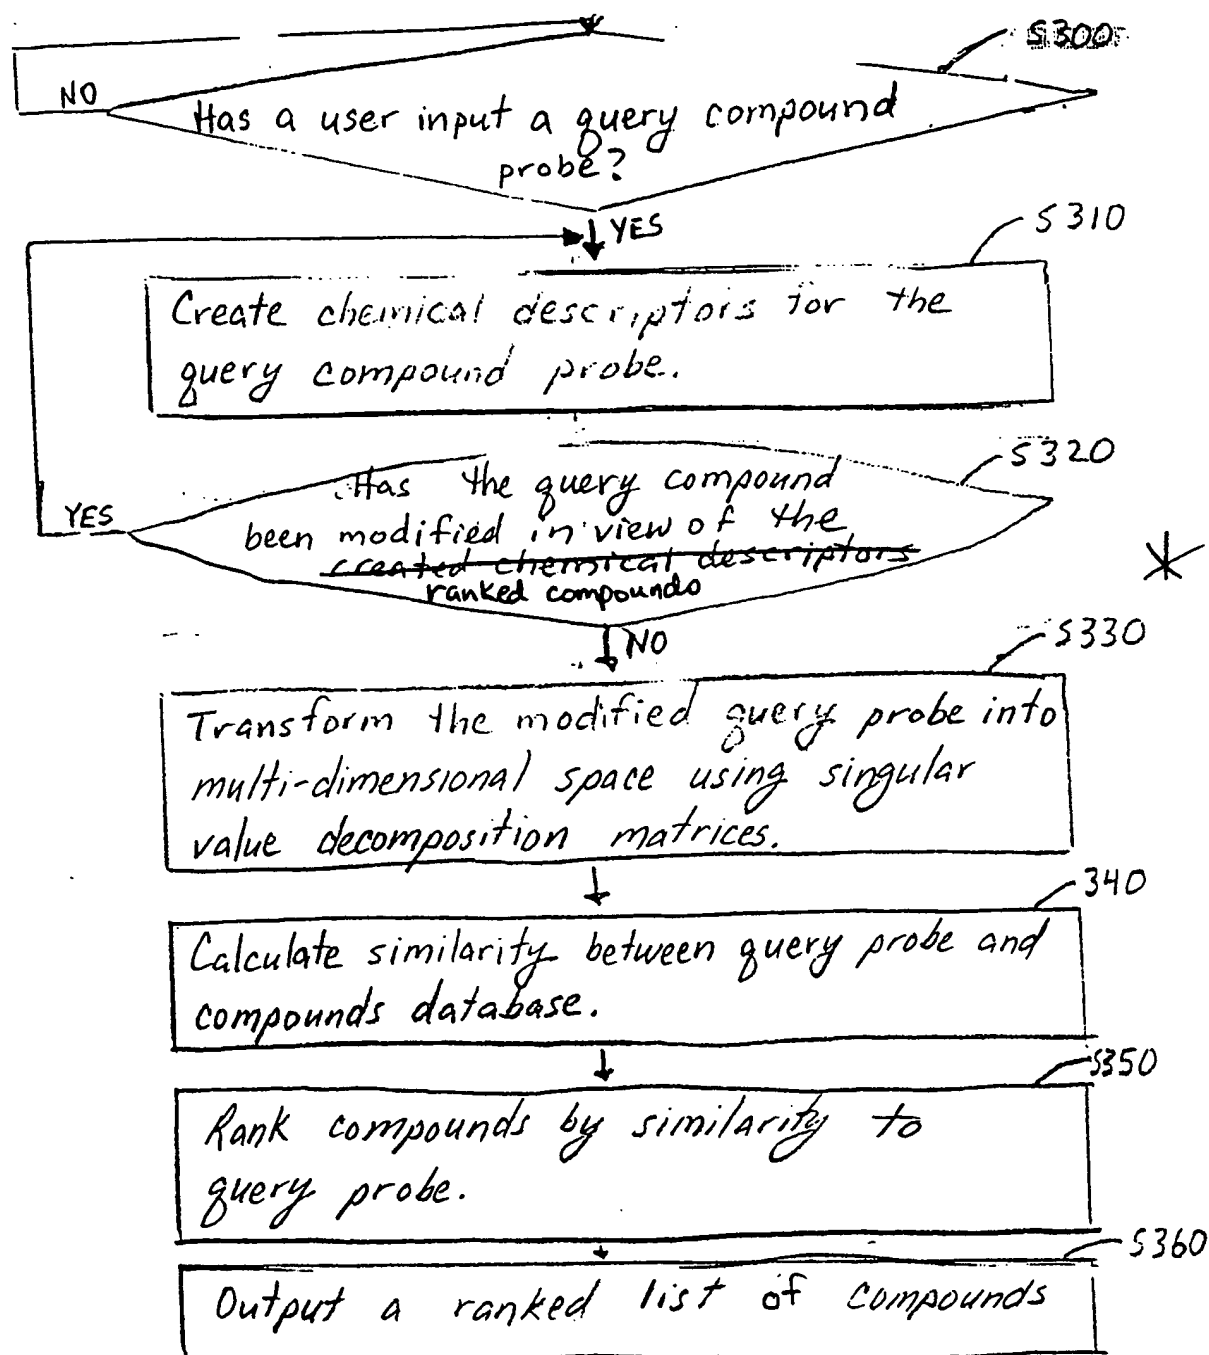 S300
NO
Has a user input a query compound
probe?
YES
S310
Create chemical descriptors for the
query compound probe.
S320
Has the query compound
YES
been modified in view of the
created chemical descriptors
ranked compounds
NO
S330
Transform the modified query probe into
multi-dimensional space using singular
value decomposition matrices.
340
Calculate similarity between query probe and
compounds database.
S350
Rank compounds by similarity to
query probe.
S360
Output a ranked list of compounds